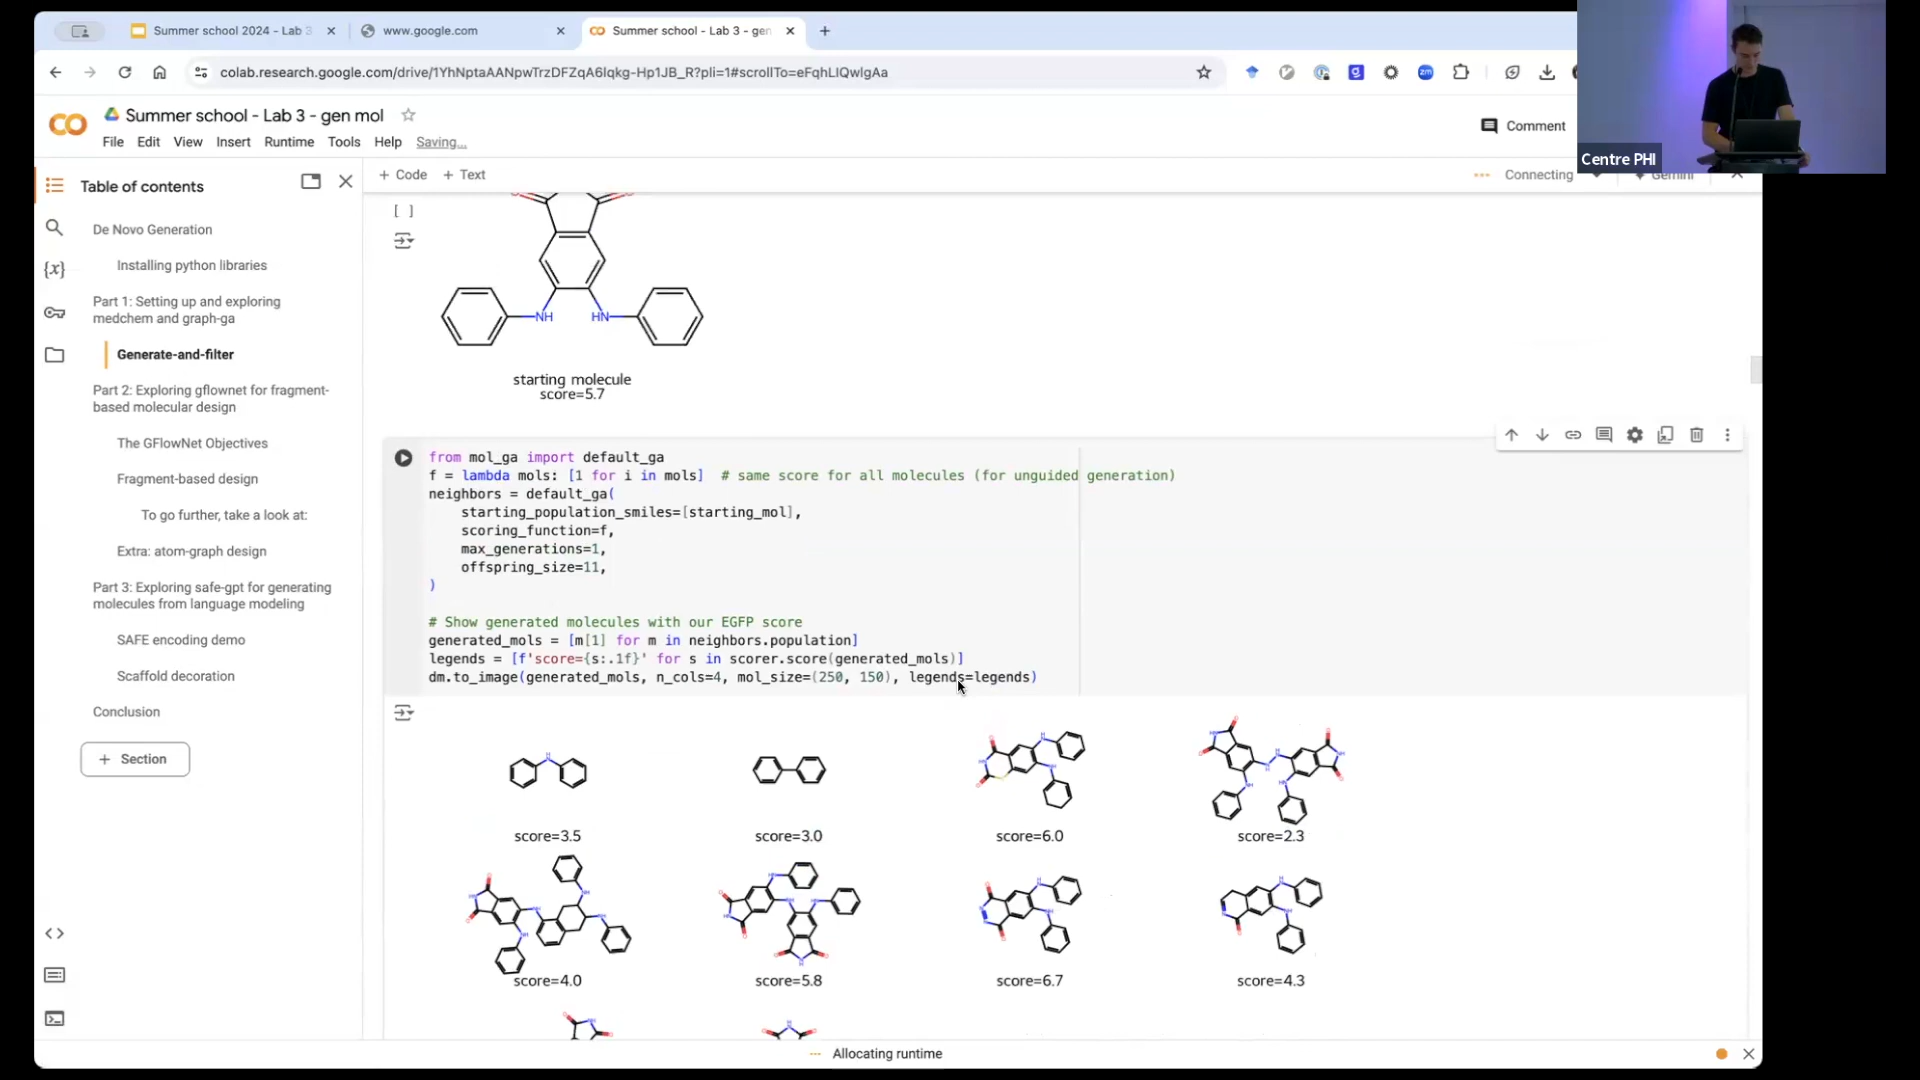 Summer school 2024 - Lab 3
www.google.com
Summer school - Lab 3 - gen
colab.research.google.com/drive/1YhNptaAANpwTrzDFZqA6Iqkg-Hp1JB_R?pli=1#scrollTo=eFqhLIQwIgAa
Summer school - Lab 3 - gen mol
File Edit View Insert Runtime Tools Help Saving...
Comment
Centre PHI
Table of contents
+ Code + Text
Connecting
Gemini
De Novo Generation
Installing python libraries
Part 1: Setting up and exploring
medchem and graph-ga
Generate-and-filter
Part 2: Exploring gflownet for fragment-
based molecular design
The GFlowNet Objectives
Fragment-based design
To go further, take a look at:
Extra: atom-graph design
Part 3: Exploring safe-gpt for generating
molecules from language modeling
SAFE encoding demo
Scaffold decoration
Conclusion
+ Section
[ ]
NH HN
starting molecule
score=5.7
from mol_ga import default_ga
f = lambda mols: [1 for i in mols]  # same score for all molecules (for unguided generation)
neighbors = default_ga(
    starting_population_smiles=[starting_mol],
    scoring_function=f,
    max_generations=1,
    offspring_size=11,
)
# Show generated molecules with our EGFP score
generated_mols = [m[1] for m in neighbors.population]
legends = [f'score={s:.1f}' for s in scorer.score(generated_mols)]
dm.to_image(generated_mols, n_cols=4, mol_size=(250, 150), legends=legends)
score=3.5 score=3.0 score=6.0 score=2.3
score=4.0 score=5.8 score=6.7 score=4.3
Allocating runtime